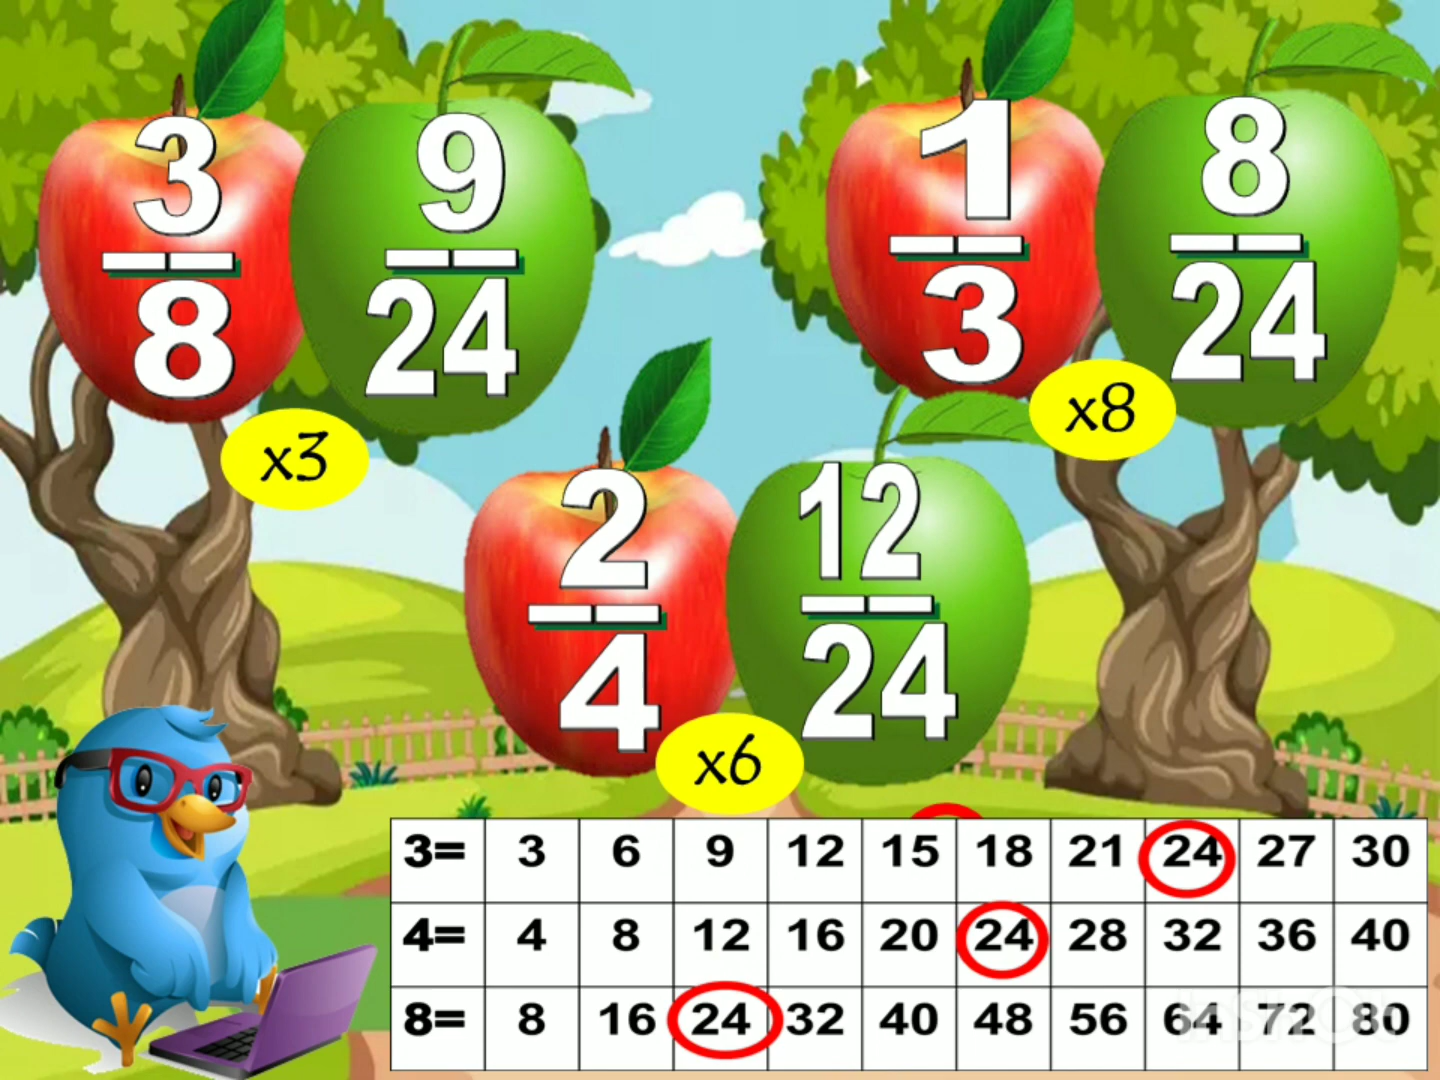 3 9 1 8
8 24 3 24
x3 x8
2 12
4 24
x6
3= 3 6 9 12 15 18 21 24 27 30
4= 4 8 12 16 20 24 28 32 36 40
8= 8 16 24 32 40 48 56 64 72 80
InShOt